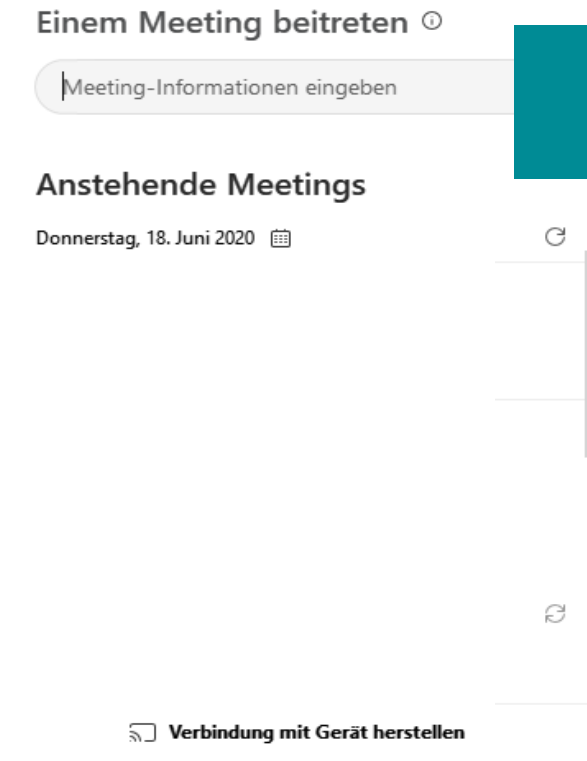 Einem Meeting beitreten
Meeting-Informationen eingeben
Anstehende Meetings
Donnerstag, 18. Juni 2020
Verbindung mit Gerät herstellen